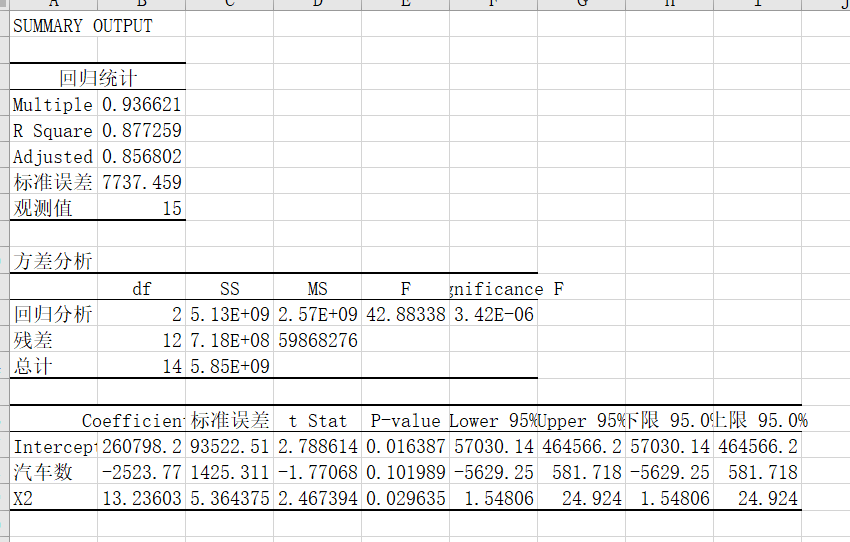 A B C D E F G H I J
SUMMARY OUTPUT
回归统计
Multiple 0.936621
R Square 0.877259
Adjusted 0.856802
标准误差 7737.459
观测值 15
方差分析
df SS MS F gnificance F
回归分析 2 5.13E+09 2.57E+09 42.88338 3.42E-06
残差 12 7.18E+08 59868276
总计 14 5.85E+09
Coefficien 标准误差 t Stat P-value Lower 95% Upper 95% 下限 95.0% 上限 95.0%
Intercept 260798.2 93522.51 2.788614 0.016387 57030.14 464566.2 57030.14 464566.2
汽车数 -2523.77 1425.311 -1.77068 0.101989 -5629.25 581.718 -5629.25 581.718
X2 13.23603 5.364375 2.467394 0.029635 1.54806 24.924 1.54806 24.924